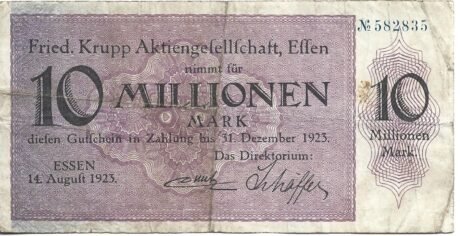 № 582835
Fried. Krupp Aktiengesellschaft, Essen
nimmt für
10 MILLIONEN
MARK
diesen Gutschein in Zahlung bis 31. Dezember 1923.
Das Direktorium:
ESSEN
14. August 1923.
Schäffer
10
Millionen
Mark.